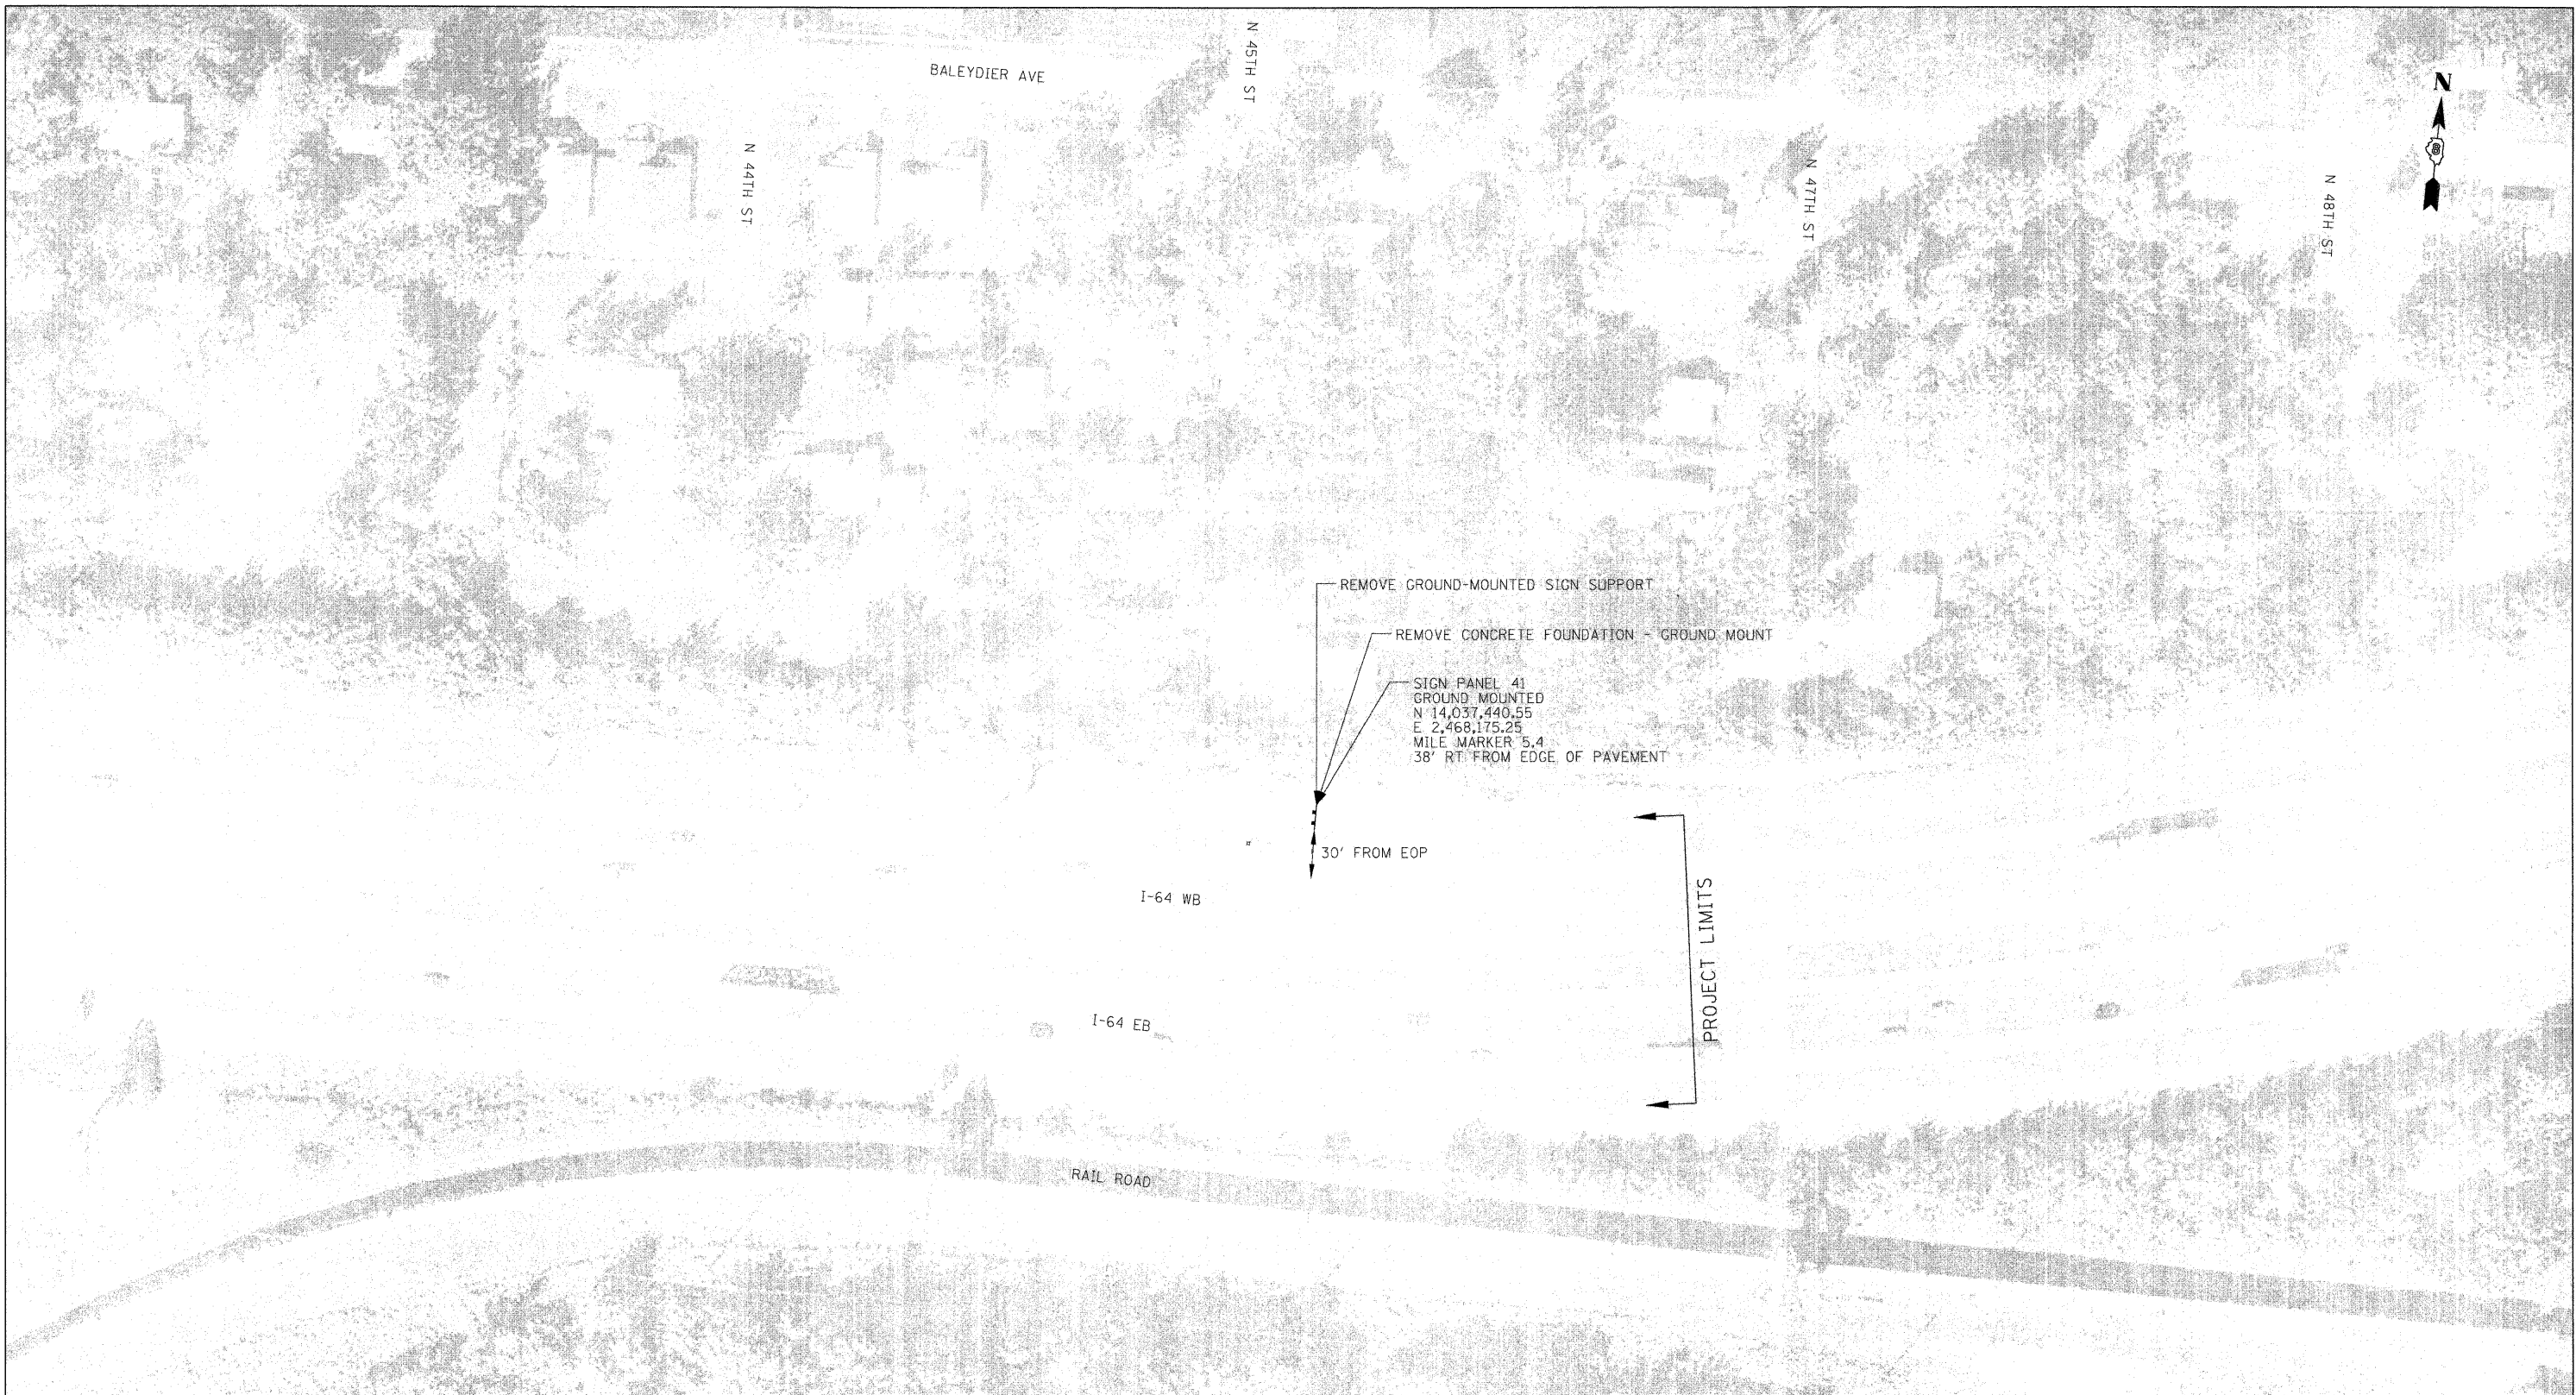 BALEYDIER AVE
N 45TH ST
N
8
N 44TH ST
N 47TH ST
N 48TH ST
REMOVE GROUND-MOUNTED SIGN SUPPORT
REMOVE CONCRETE FOUNDATION - GROUND MOUNT
SIGN PANEL 41
GROUND MOUNTED
N 14,037,440.55
E 2,468,175.25
MILE MARKER 5.4
38' RT FROM EDGE OF PAVEMENT
30' FROM EOP
I-64 WB
PROJECT LIMITS
I-64 EB
RAIL ROAD